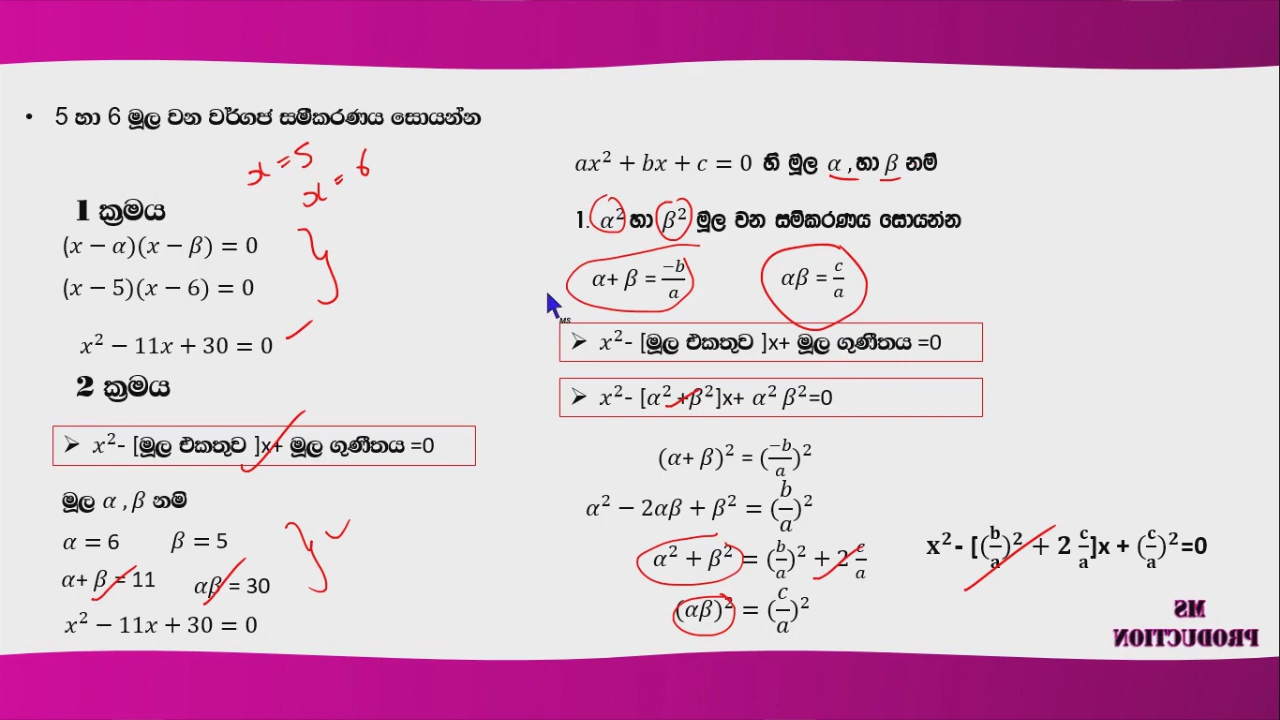 • 5 හා 6 මූල වන වර්ගජ සමීකරණය සොයන්න
x = 5
x = 6
1 ක්‍රමය
(x − α)(x − β) = 0
(x − 5)(x − 6) = 0
x² − 11x + 30 = 0
2 ක්‍රමය
➢ x²- [මූල එකතුව ]x+ මූල ගුණීතය =0
මූල α , β නම්
α = 6 β = 5
α+ β = 11 αβ = 30
x² − 11x + 30 = 0
ax² + bx + c = 0 හි මූල α , හා β නම්
1. α² හා β² මූල වන සමීකරණය සොයන්න
α+ β = −b/a αβ = c/a
➢ x²- [මූල එකතුව ]x+ මූල ගුණීතය =0
➢ x²- [α² +β²]x+ α² β²=0
(α+ β)² = (−b/a)²
α² − 2αβ + β² = (b/a)²
α² + β² = (b/a)² + 2 c/a
(αβ)² = (c/a)²
x²- [(b/a)² + 2 c/a]x + (c/a)²=0
MS
PRODUCTION
MS